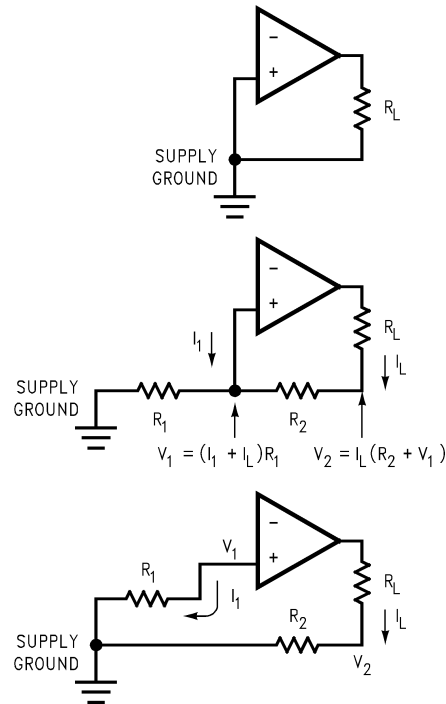 −
+
R_L
SUPPLY
GROUND
−
+
R_L
I_1
I_L
SUPPLY
GROUND
R_1
R_2
V_1 = (I_1 + I_L)R_1
V_2 = I_L(R_2 + V_1)
−
V_1
+
R_1
R_L
I_1
R_2
I_L
SUPPLY
GROUND
V_2